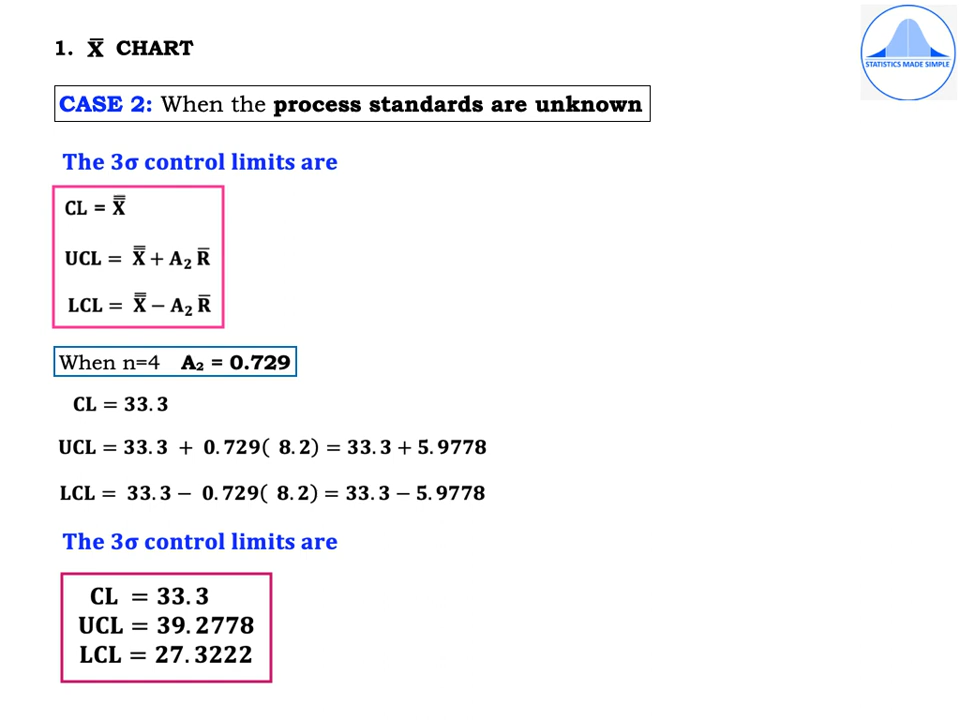 1. X̅ CHART
STATISTICS MADE SIMPLE
CASE 2: When the process standards are unknown
The 3σ control limits are
CL = X̿
UCL = X̿ + A₂ R̅
LCL = X̿ − A₂ R̅
When n=4 A₂ = 0.729
CL = 33.3
UCL = 33.3 + 0.729( 8.2) = 33.3 + 5.9778
LCL = 33.3 − 0.729( 8.2) = 33.3 − 5.9778
The 3σ control limits are
CL = 33.3
UCL = 39.2778
LCL = 27.3222